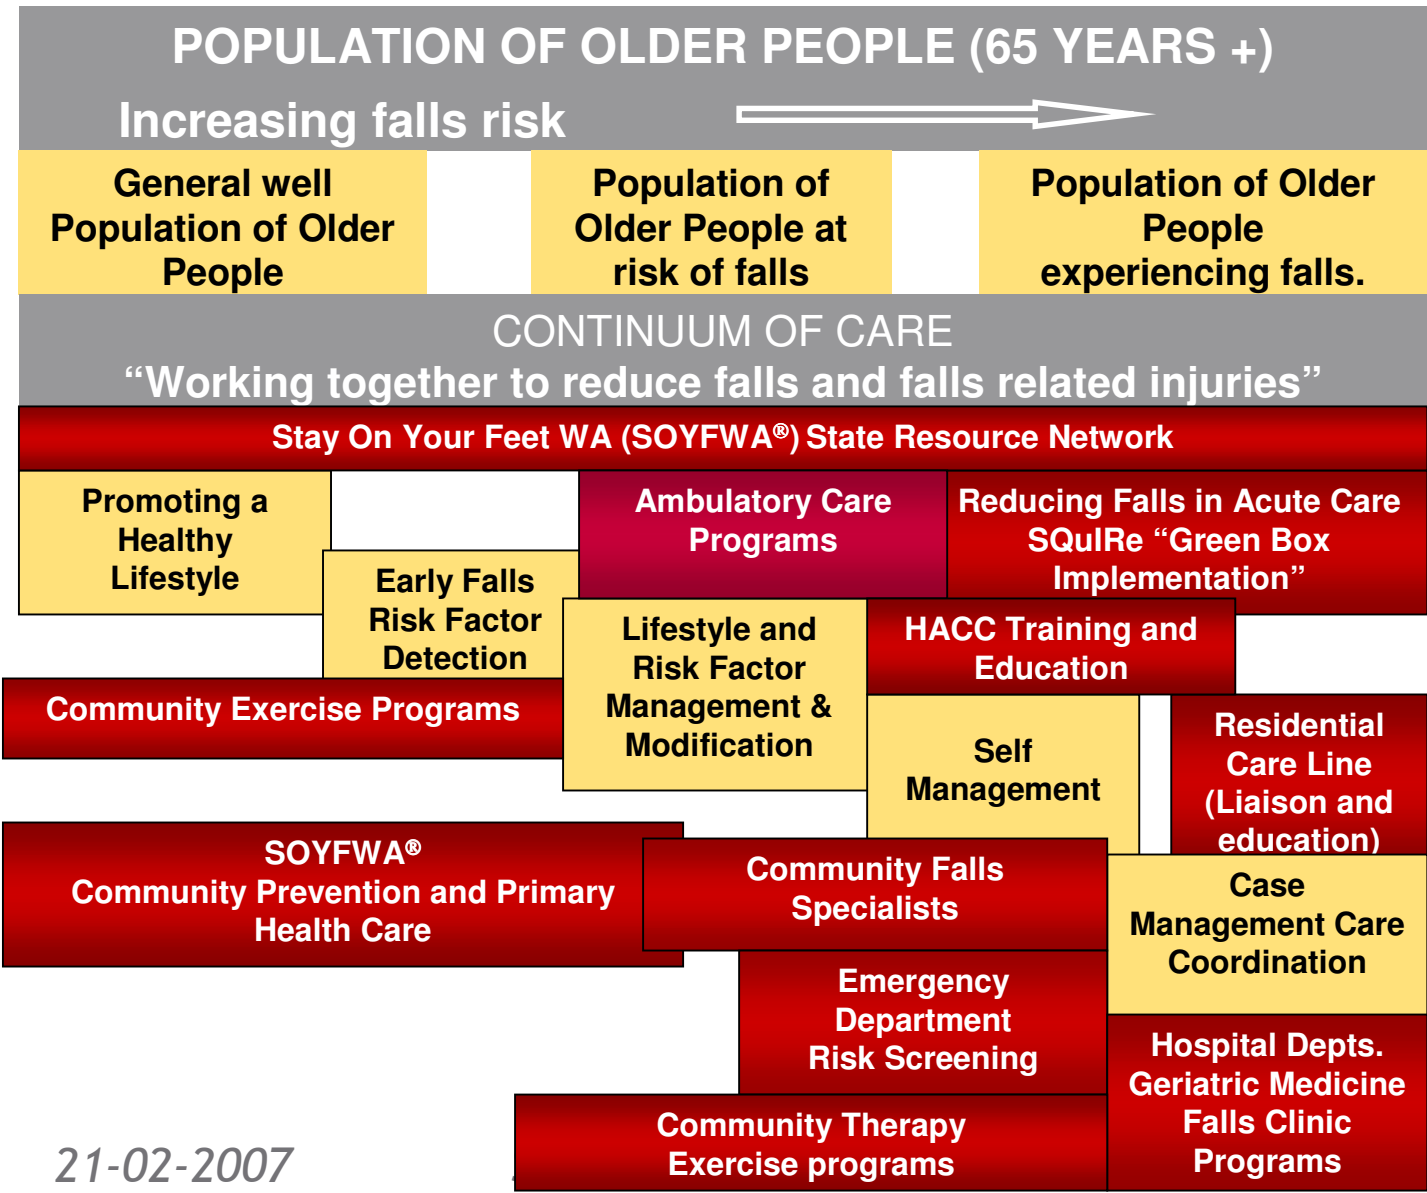 POPULATION OF OLDER PEOPLE (65 YEARS +)
Increasing falls risk
General well
Population of Older
People
Population of
Older People at
risk of falls
Population of Older
People
experiencing falls.
CONTINUUM OF CARE
“Working together to reduce falls and falls related injuries”
Stay On Your Feet WA (SOYFWA®) State Resource Network
Promoting a
Healthy
Lifestyle
Early Falls
Risk Factor
Detection
Ambulatory Care
Programs
Reducing Falls in Acute Care
SQuIRe “Green Box
Implementation”
Lifestyle and
Risk Factor
Management &
Modification
HACC Training and
Education
Community Exercise Programs
Self
Management
Residential
Care Line
(Liaison and
education)
SOYFWA®
Community Prevention and Primary
Health Care
Community Falls
Specialists
Case
Management Care
Coordination
Emergency
Department
Risk Screening
Hospital Depts.
Geriatric Medicine
Falls Clinic
Programs
Community Therapy
Exercise programs
21-02-2007